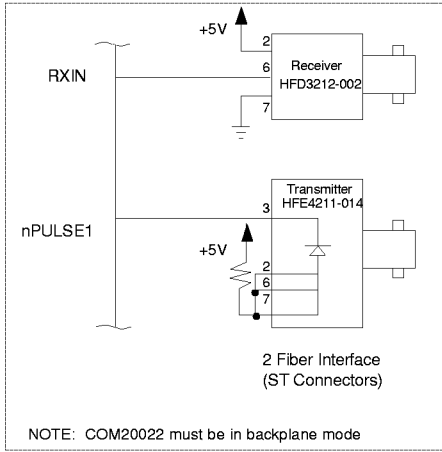 +5V
2
Receiver
HFD3212-002
RXIN
6
7
Transmitter
HFE4211-014
3
nPULSE1
+5V
2
6
7
2 Fiber Interface
(ST Connectors)
NOTE: COM20022 must be in backplane mode